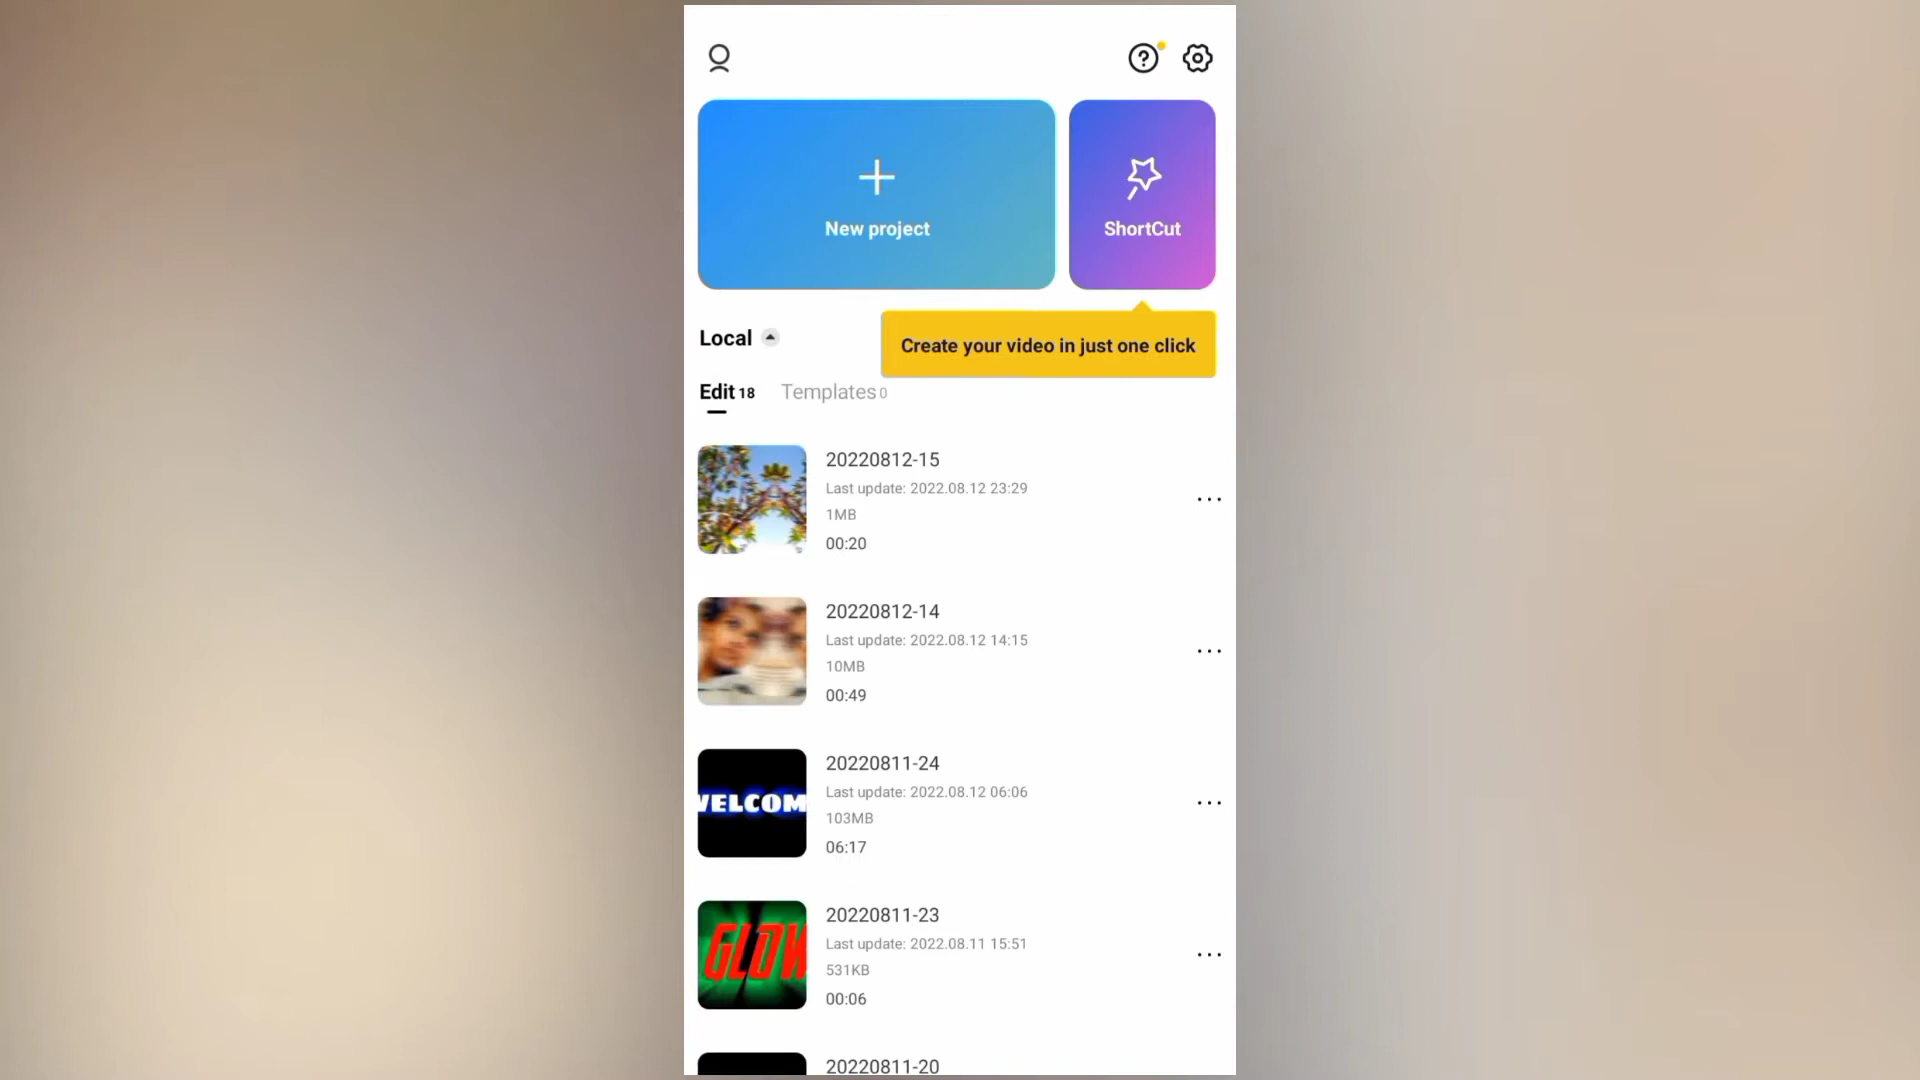 New project
ShortCut
Local
Create your video in just one click
Edit 18
Templates 0
20220812-15
Last update: 2022.08.12 23:29
1MB
00:20
20220812-14
Last update: 2022.08.12 14:15
10MB
00:49
WELCOM
20220811-24
Last update: 2022.08.12 06:06
103MB
06:17
GLOW
20220811-23
Last update: 2022.08.11 15:51
531KB
00:06
20220811-20